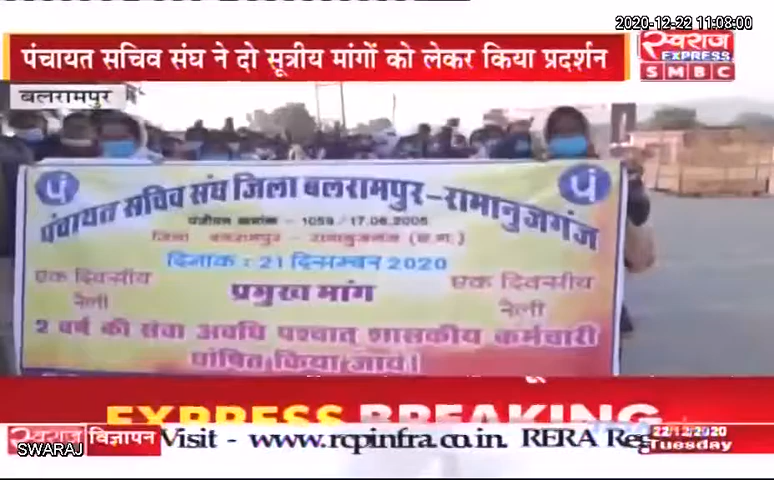 2020-12-22 11:08:00
पंचायत सचिव संघ ने दो सूत्रीय मांगों को लेकर किया प्रदर्शन
स्वराज
EXPRESS
SMBC
बलरामपुर
पंचायत सचिव संघ जिला बलरामपुर-रामानुजगंज
पंजीयन क्रमांक - 1059 / 17.06.2005
जिला बलरामपुर - रामानुजगंज (छ.ग.)
दिनांक : 21 दिसम्बर 2020
एक दिवसीय
रैली
प्रमुख मांग
एक दिवसीय
रैली
2 वर्ष की सेवा अवधि पश्चात् शासकीय कर्मचारी
घोषित किया जाये!
EXPRESS BREAKING
स्वराज
विज्ञापन
SWARAJ
Visit - www.rcpinfra.co.in. RERA Reg
22/12/2020
Tuesday